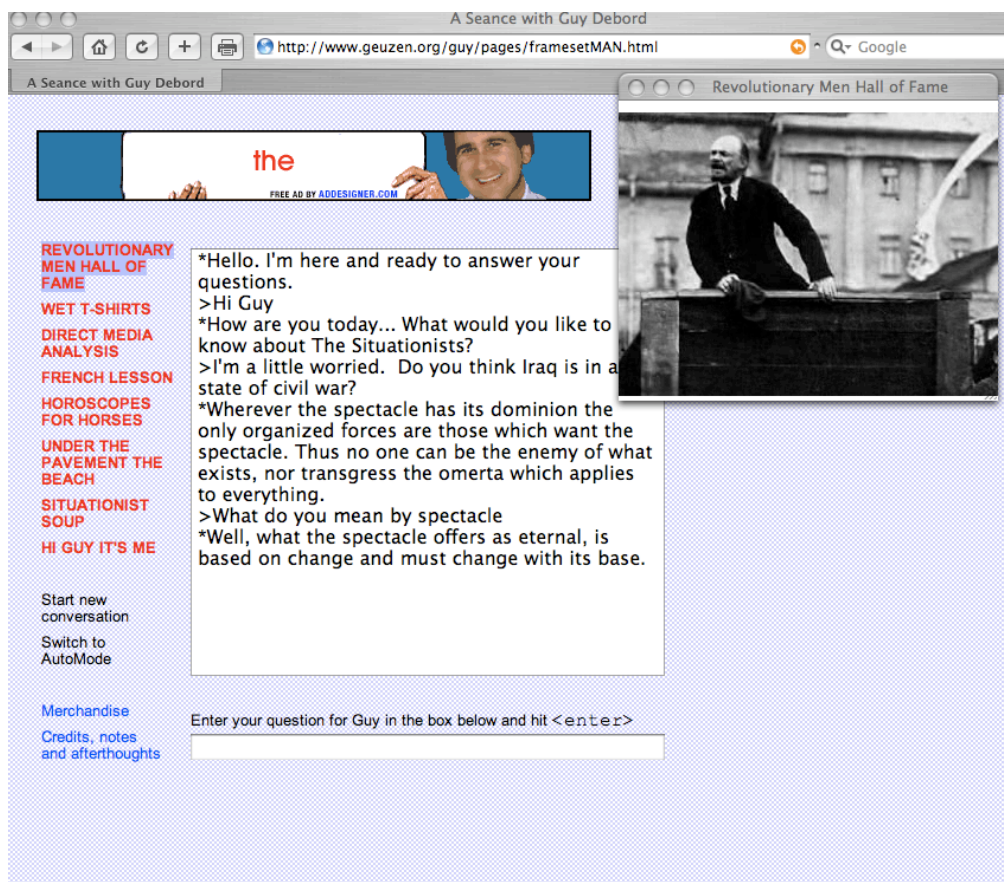 A Seance with Guy Debord
http://www.geuzen.org/guy/pages/framesetMAN.html
Google
A Seance with Guy Debord
Revolutionary Men Hall of Fame
the
FREE AD BY ADDESIGNER.COM
REVOLUTIONARY
MEN HALL OF
FAME
WET T-SHIRTS
DIRECT MEDIA
ANALYSIS
FRENCH LESSON
HOROSCOPES
FOR HORSES
UNDER THE
PAVEMENT THE
BEACH
SITUATIONIST
SOUP
HI GUY IT'S ME
Start new
conversation
Switch to
AutoMode
Merchandise
Credits, notes
and afterthoughts
*Hello. I'm here and ready to answer your
questions.
>Hi Guy
*How are you today... What would you like to
know about The Situationists?
>I'm a little worried.  Do you think Iraq is in a
state of civil war?
*Wherever the spectacle has its dominion the
only organized forces are those which want the
spectacle. Thus no one can be the enemy of what
exists, nor transgress the omerta which applies
to everything.
>What do you mean by spectacle
*Well, what the spectacle offers as eternal, is
based on change and must change with its base.
Enter your question for Guy in the box below and hit <enter>